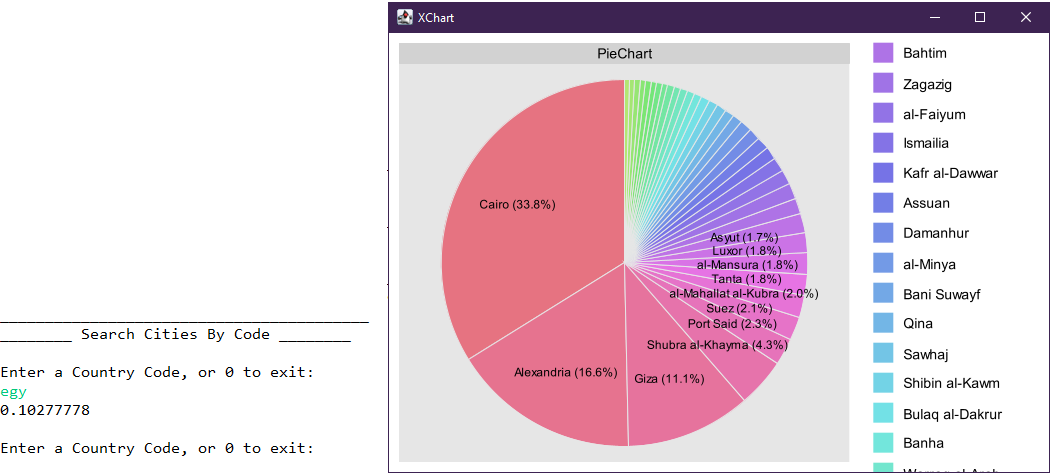 ________ Search Cities By Code ________
Enter a Country Code, or 0 to exit:
egy
0.10277778
Enter a Country Code, or 0 to exit:
XChart
PieChart
Cairo (33.8%)
Alexandria (16.6%)
Giza (11.1%)
Asyut (1.7%)
Luxor (1.8%)
al-Mansura (1.8%)
Tanta (1.8%)
al-Mahallat al-Kubra (2.0%)
Suez (2.1%)
Port Said (2.3%)
Shubra al-Khayma (4.3%)
Bahtim
Zagazig
al-Faiyum
Ismailia
Kafr al-Dawwar
Assuan
Damanhur
al-Minya
Bani Suwayf
Qina
Sawhaj
Shibin al-Kawm
Bulaq al-Dakrur
Banha